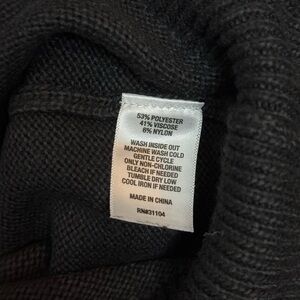 53% POLYESTER
41% VISCOSE
6% NYLON
WASH INSIDE OUT
MACHINE WASH COLD
GENTLE CYCLE
ONLY NON-CHLORINE
BLEACH IF NEEDED
TUMBLE DRY LOW
COOL IRON IF NEEDED
MADE IN CHINA
RN#31104